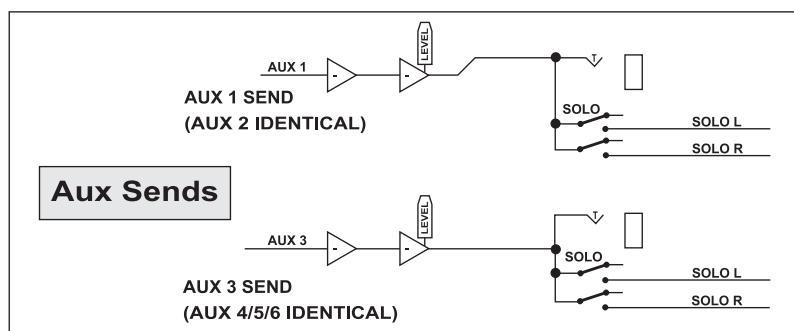 LEVEL
AUX 1
- -
T
AUX 1 SEND
(AUX 2 IDENTICAL)
SOLO
SOLO L
SOLO R
Aux Sends
LEVEL
AUX 3
- -
T
AUX 3 SEND
(AUX 4/5/6 IDENTICAL)
SOLO
SOLO L
SOLO R